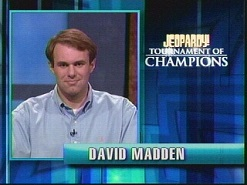 JEOPARDY!
TOURNAMENT OF
CHAMPIONS
DAVID MADDEN